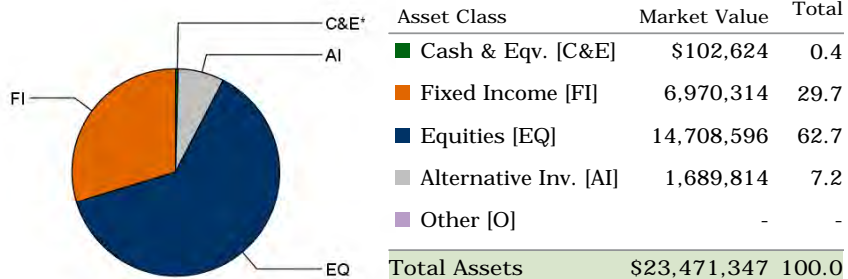 C&E*
AI
FI
EQ
Asset Class Market Value Total
Cash & Eqv. [C&E] $102,624 0.4
Fixed Income [FI] 6,970,314 29.7
Equities [EQ] 14,708,596 62.7
Alternative Inv. [AI] 1,689,814 7.2
Other [O] - -
Total Assets $23,471,347 100.0